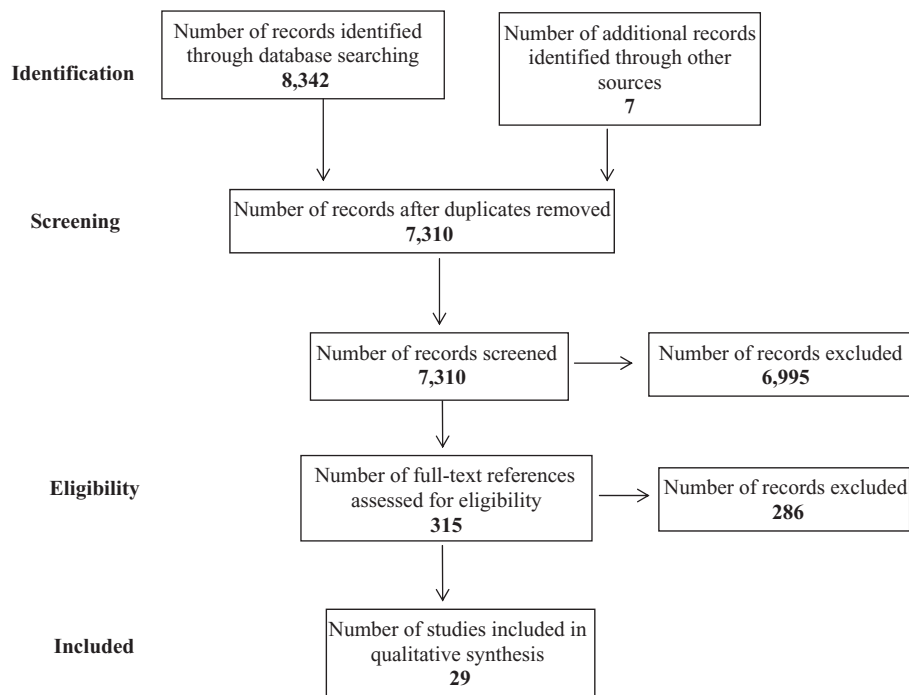 Identification
Number of records identified
through database searching
8,342
Number of additional records
identified through other
sources
7
Screening
Number of records after duplicates removed
7,310
Number of records screened
7,310
Number of records excluded
6,995
Eligibility
Number of full-text references
assessed for eligibility
315
Number of records excluded
286
Included
Number of studies included in
qualitative synthesis
29